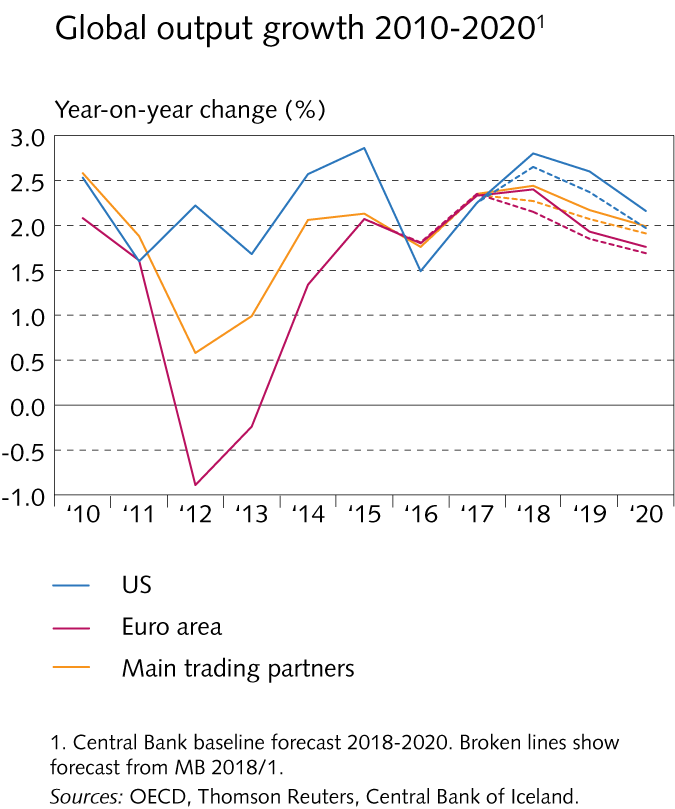 Global output growth 2010-2020¹
Year-on-year change (%)
3.0
2.5
2.0
1.5
1.0
0.5
0.0
-0.5
-1.0
‘10 ‘11 ‘12 ‘13 ‘14 ‘15 ‘16 ‘17 ‘18 ‘19 ‘20
US
Euro area
Main trading partners
1. Central Bank baseline forecast 2018-2020. Broken lines show
forecast from MB 2018/1.
Sources: OECD, Thomson Reuters, Central Bank of Iceland.